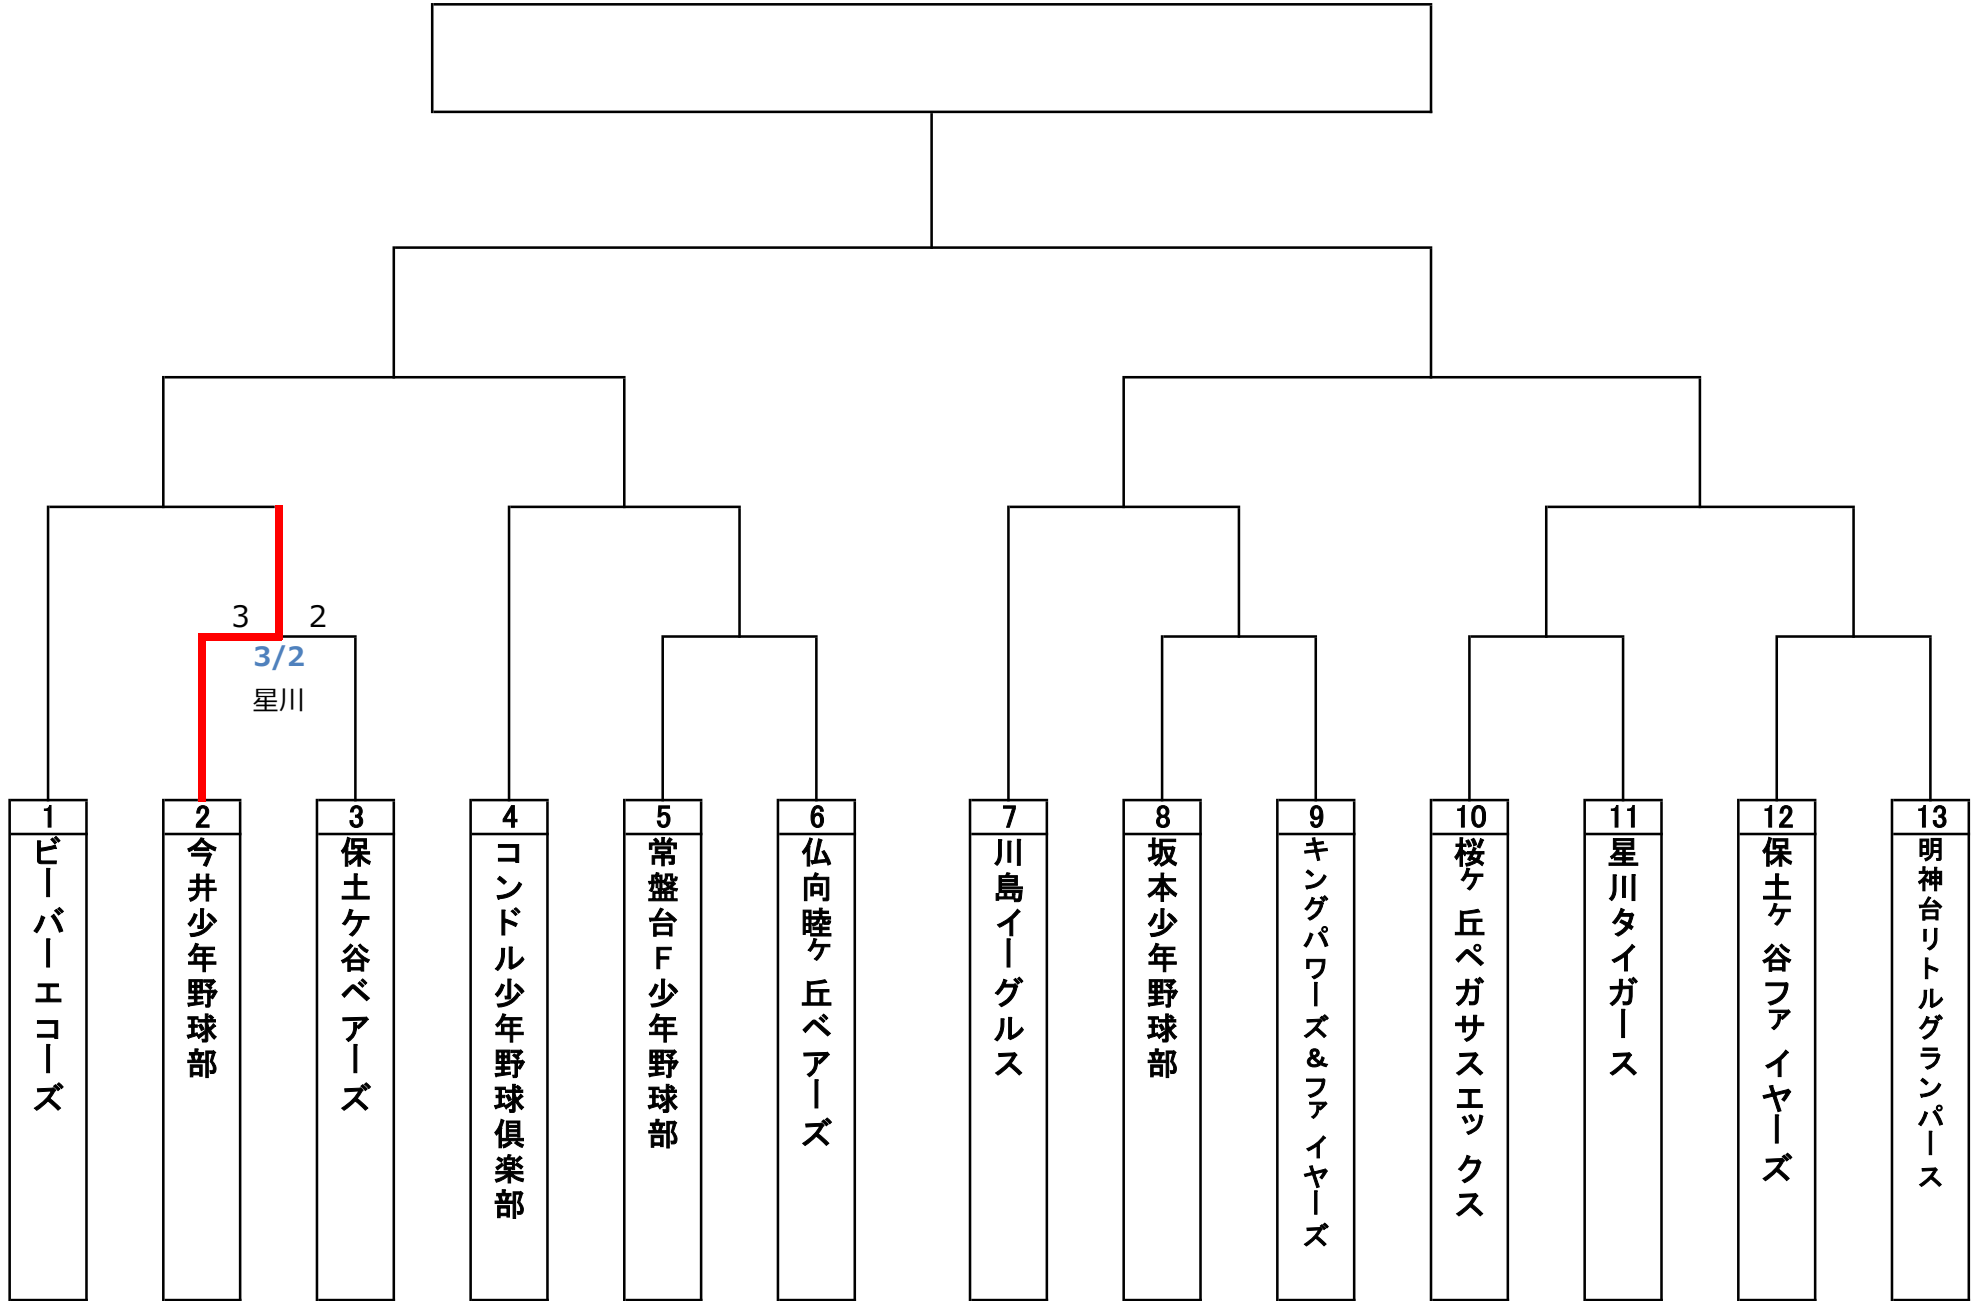 3 2
3/2
星川
1
ビーバーエコーズ
2
今井少年野球部
3
保土ケ谷ベアーズ
4
コンドル少年野球倶楽部
5
常盤台F少年野球部
6
仏向睦ケ丘ベアーズ
7
川島イーグルス
8
坂本少年野球部
9
キングパワーズ&ファイヤーズ
10
桜ケ丘ペガサスエックス
11
星川タイガース
12
保土ケ谷ファイヤーズ
13
明神台リトルグランパース